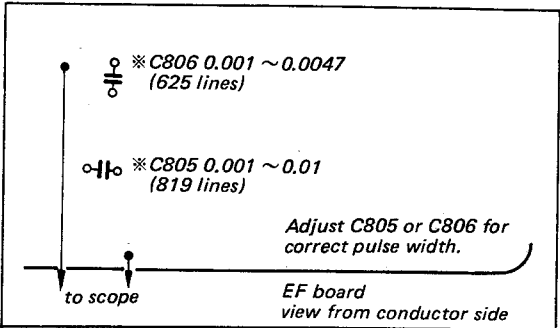 ※C806 0.001 ~0.0047
(625 lines)
※C805 0.001 ~0.01
(819 lines)
Adjust C805 or C806 for
correct pulse width.
to scope
EF board
view from conductor side